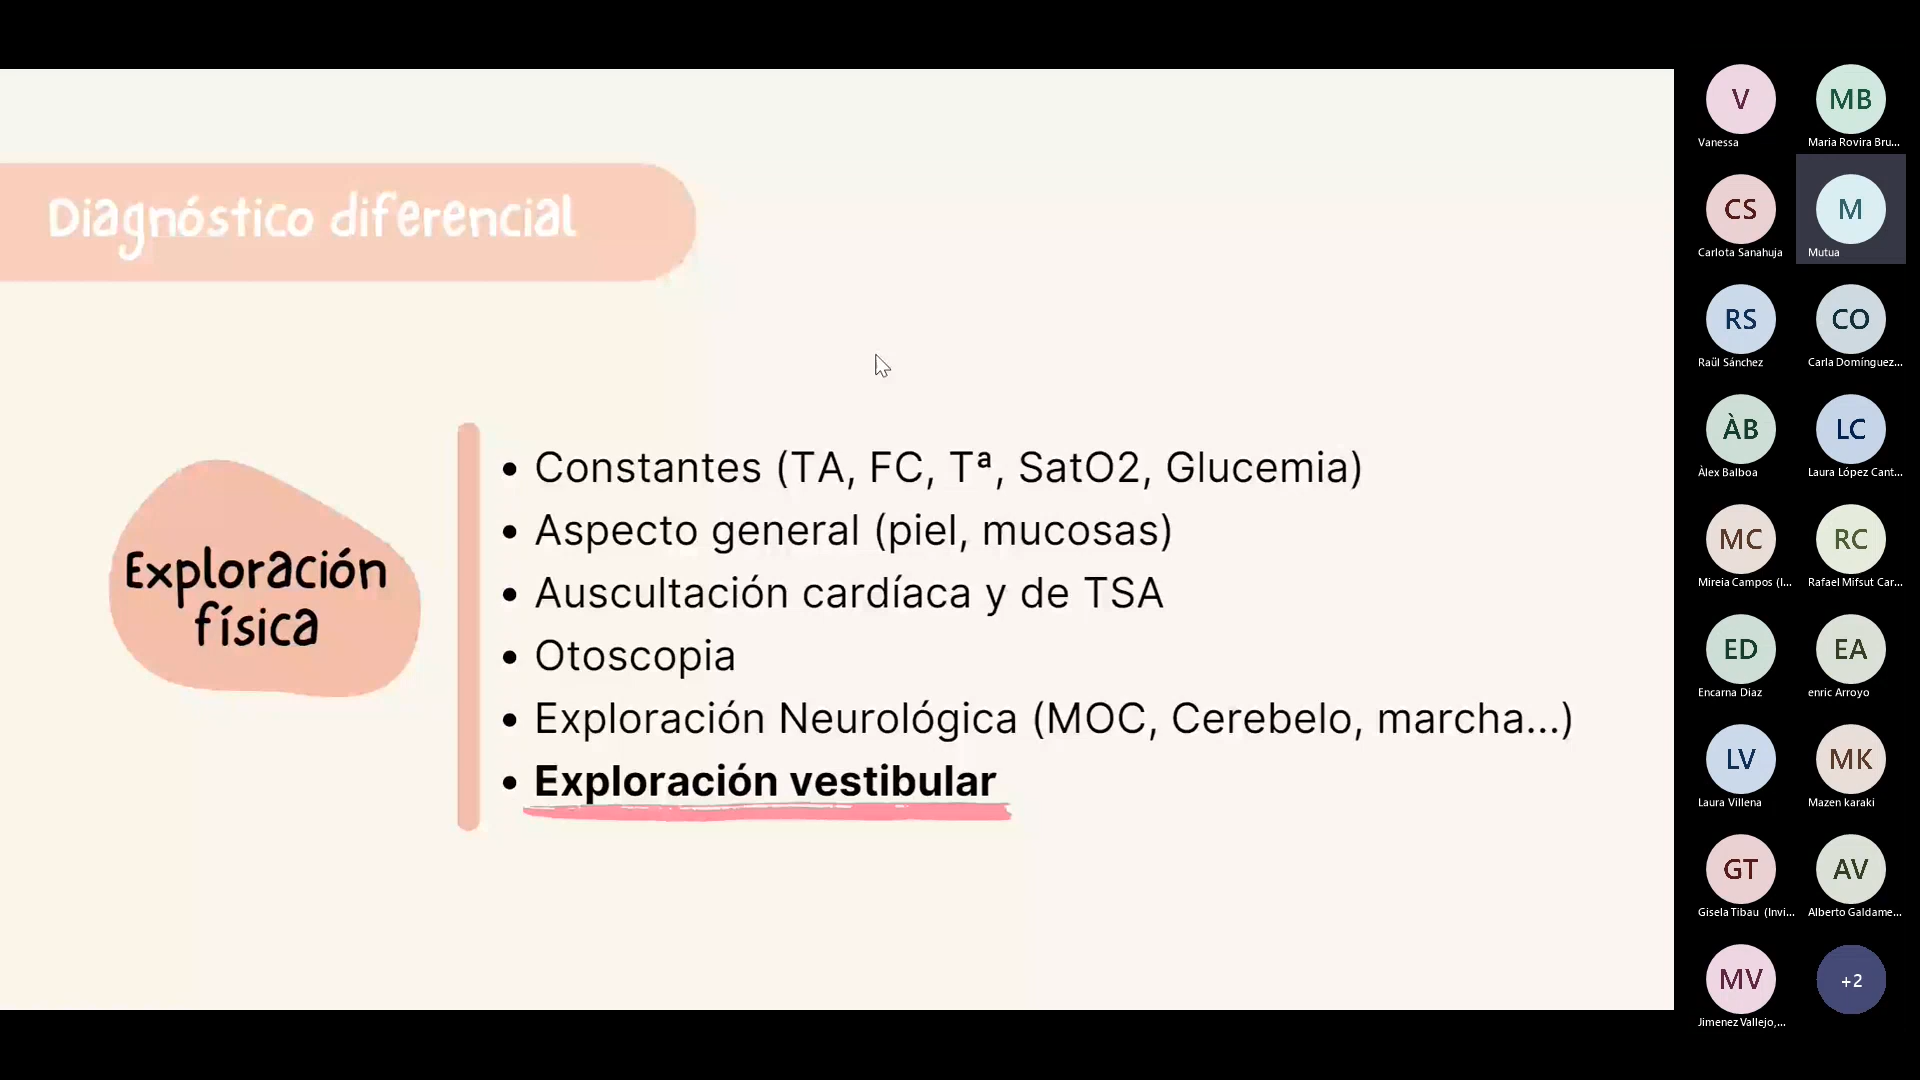 Diagnóstico diferencial
Exploración
física
• Constantes (TA, FC, Tª, SatO2, Glucemia)
• Aspecto general (piel, mucosas)
• Auscultación cardíaca y de TSA
• Otoscopia
• Exploración Neurológica (MOC, Cerebelo, marcha...)
• Exploración vestibular
V
Vanessa
MB
Maria Rovira Bru...
CS
Carlota Sanahuja
M
Mutua
RS
Raül Sánchez
CO
Carla Domínguez...
ÀB
Àlex Balboa
LC
Laura López Cant...
MC
Mireia Campos (I...
RC
Rafael Mifsut Car...
ED
Encarna Diaz
EA
enric Arroyo
LV
Laura Villena
MK
Mazen karaki
GT
Gisela Tibau (Invi...
AV
Alberto Galdame...
MV
Jimenez Vallejo,...
+2